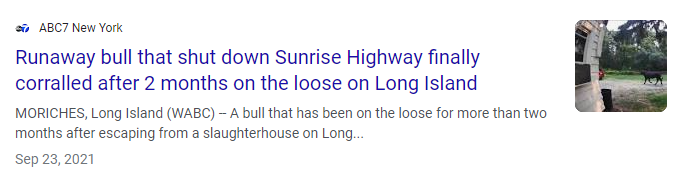 ABC7 New York
Runaway bull that shut down Sunrise Highway finally
corralled after 2 months on the loose on Long Island
MORICHES, Long Island (WABC) -- A bull that has been on the loose for more than two
months after escaping from a slaughterhouse on Long...
Sep 23, 2021